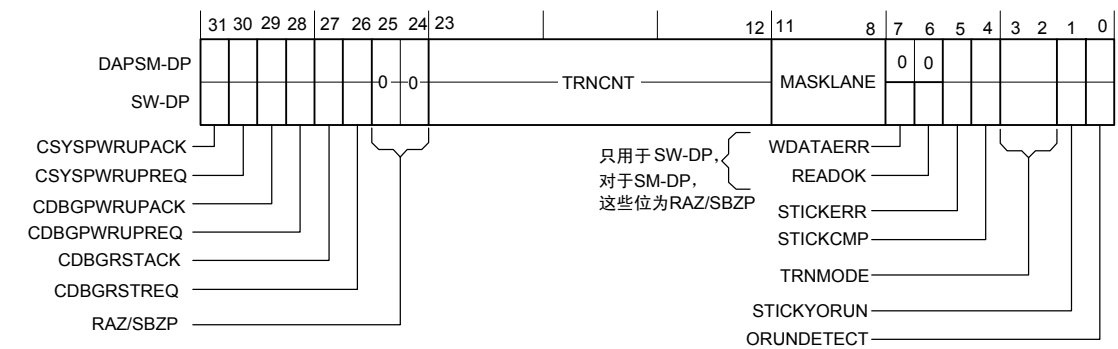 31 30 29 28 27 26 25 24 23 12 11 8 7 6 5 4 3 2 1 0
DAPSM-DP 0 0
0 0 TRNCNT MASKLANE
SW-DP
CSYSPWRUPACK
CSYSPWRUPREQ
CDBGPWRUPACK
CDBGPWRUPREQ
CDBGRSTACK
CDBGRSTREQ
RAZ/SBZP
只用于 SW-DP，
对于SM-DP，
这些位为RAZ/SBZP
WDATAERR
READOK
STICKERR
STICKCMP
TRNMODE
STICKYORUN
ORUNDETECT